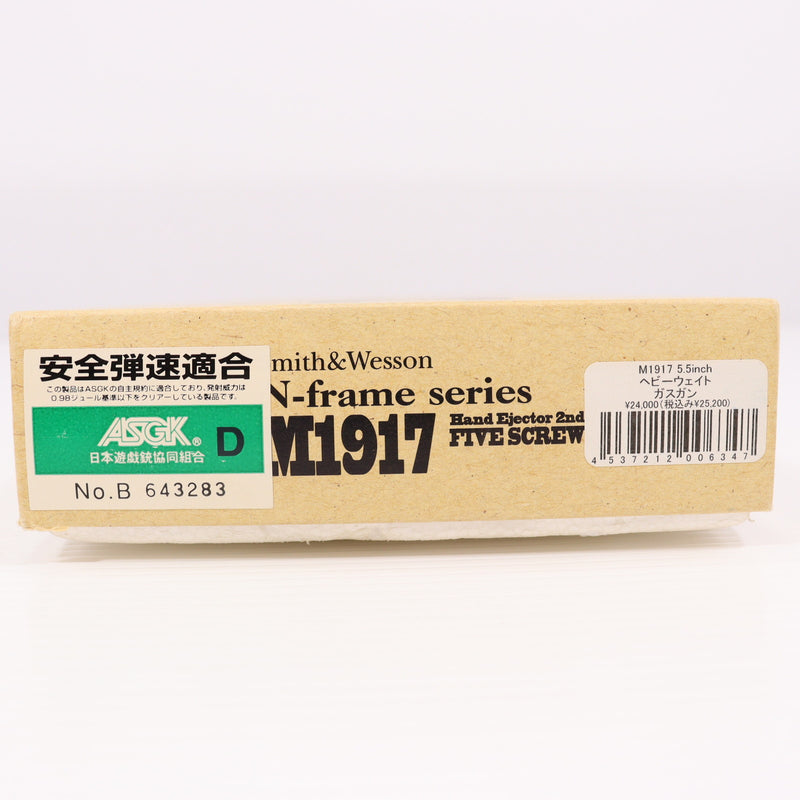 安全弾速適合
この製品はASGKの自主規約に適合しており、発射威力は
0.98ジュール基準以下をクリアーしている製品です。
ASGK® D
日本遊戯銃協同組合
No.B 643283
mith&Wesson
N-frame series
M1917
Hand Ejector 2nd
FIVE SCREW
M1917 5.5inch
ヘビーウェイト
ガスガン
¥24,000(税込み¥25,200)
4 537212 006347